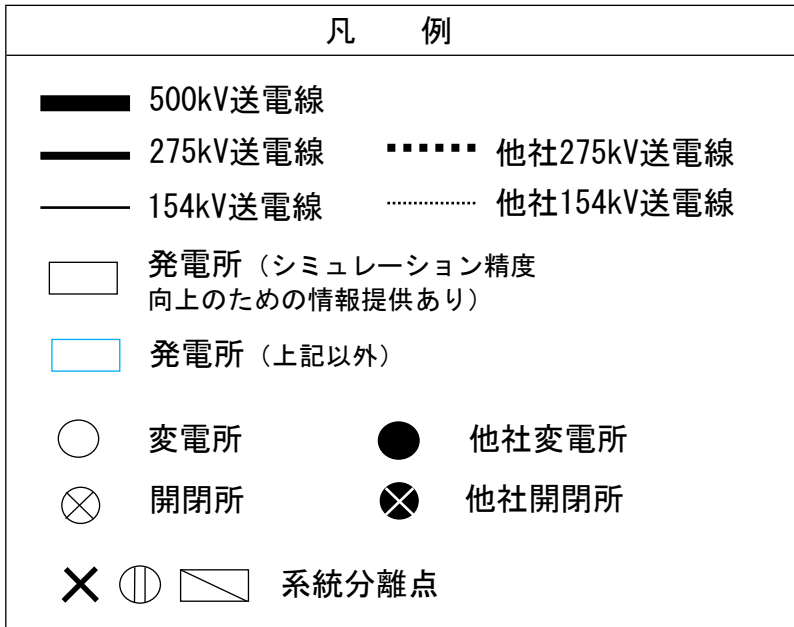 凡　例
500kV送電線
275kV送電線　他社275kV送電線
154kV送電線　他社154kV送電線
発電所（シミュレーション精度
向上のための情報提供あり）
発電所（上記以外）
変電所　他社変電所
開閉所　他社開閉所
系統分離点